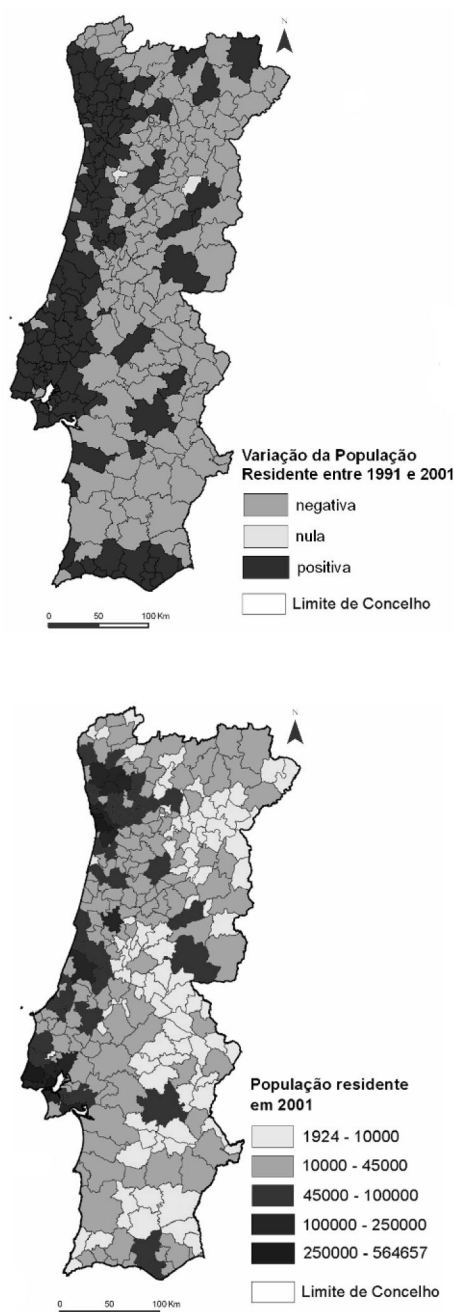 N
Variação da População
Residente entre 1991 e 2001
negativa
nula
positiva
Limite de Concelho
0 50 100 Km
N
População residente
em 2001
1924 - 10000
10000 - 45000
45000 - 100000
100000 - 250000
250000 - 564657
Limite de Concelho
0 50 100 Km